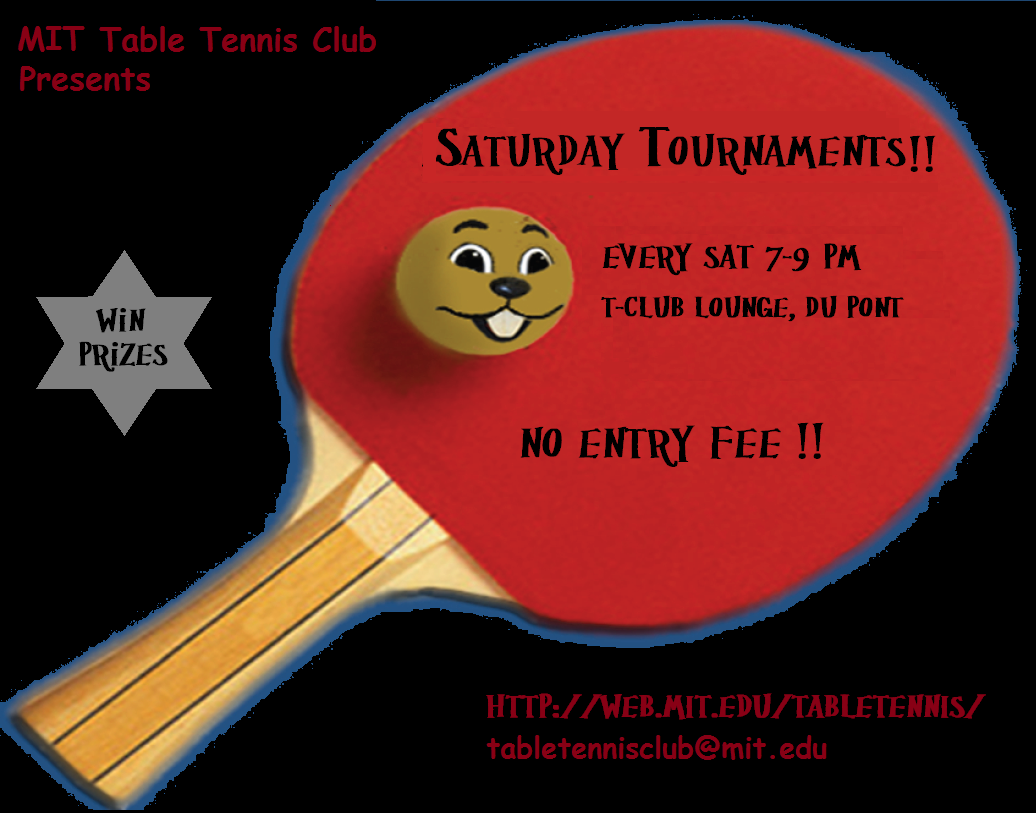 MIT Table Tennis Club
Presents
SATURDAY TOURNAMENTS!!
EVERY SAT 7-9 PM
T-CLUB LOUNGE, DU PONT
WiN
PRiZES
NO ENTRY FEE !!
HTTP://WEB.MIT.EDU/TABLETENNIS/
tabletennisclub@mit.edu